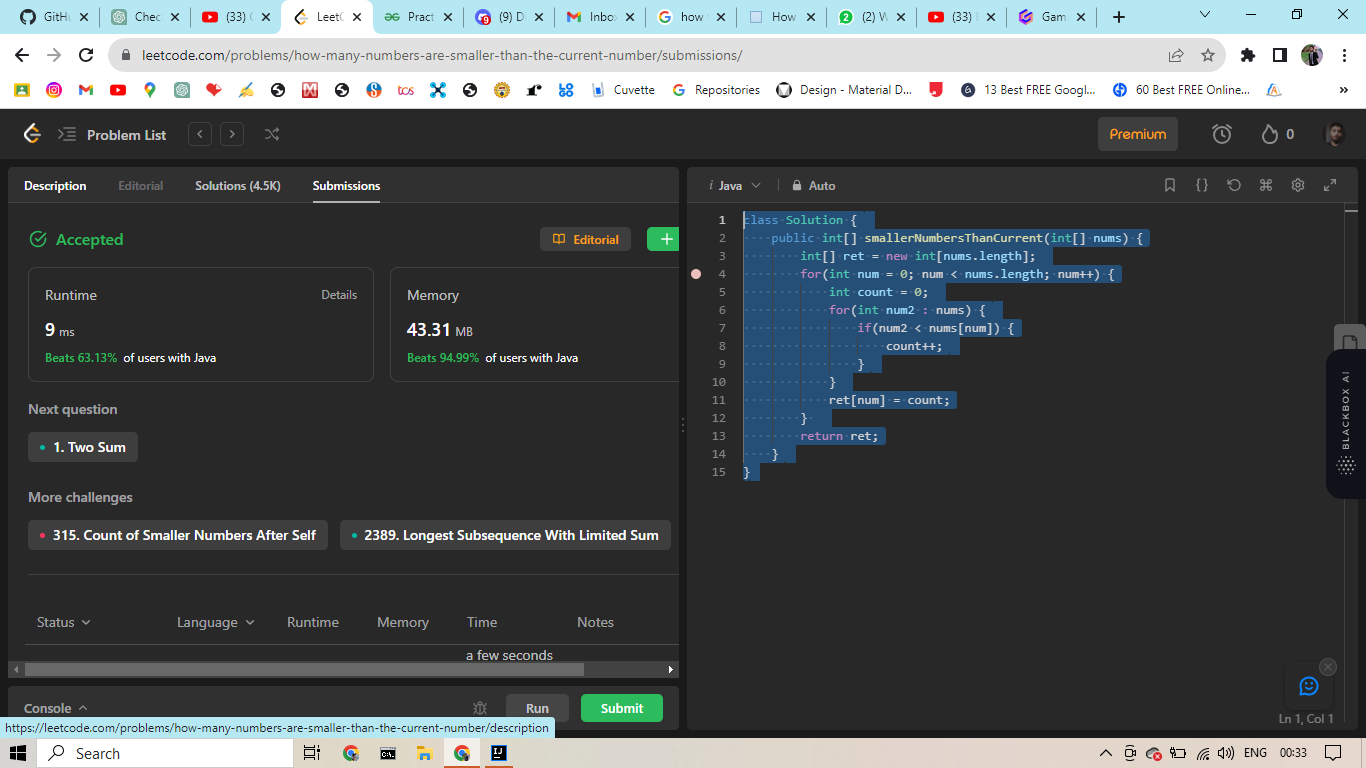 GitHu
Chec
(33) (
LeetC
Pract
(9) D
Inbo
how
How
(2) W
(33)
Gam
leetcode.com/problems/how-many-numbers-are-smaller-than-the-current-number/submissions/
tcs
Cuvette
Repositories
Design - Material D...
13 Best FREE Googl...
60 Best FREE Online...
»
Problem List
Premium
0
Description
Editorial
Solutions (4.5K)
Submissions
Java
Auto
Accepted
Editorial
Runtime
Details
9 ms
Beats 63.13% of users with Java
Memory
43.31 MB
Beats 94.99% of users with Java
Next question
1. Two Sum
More challenges
315. Count of Smaller Numbers After Self
2389. Longest Subsequence With Limited Sum
Status
Language
Runtime
Memory
Time
Notes
a few seconds
Console
Run
Submit
1 class Solution {
2 public int[] smallerNumbersThanCurrent(int[] nums) {
3 int[] ret = new int[nums.length];
4 for(int num = 0; num < nums.length; num++) {
5 int count = 0;
6 for(int num2 : nums) {
7 if(num2 < nums[num]) {
8 count++;
9 }
10 }
11 ret[num] = count;
12 }
13 return ret;
14 }
15 }
BLACKBOX AI
Ln 1, Col 1
https://leetcode.com/problems/how-many-numbers-are-smaller-than-the-current-number/description
Search
ENG
00:33